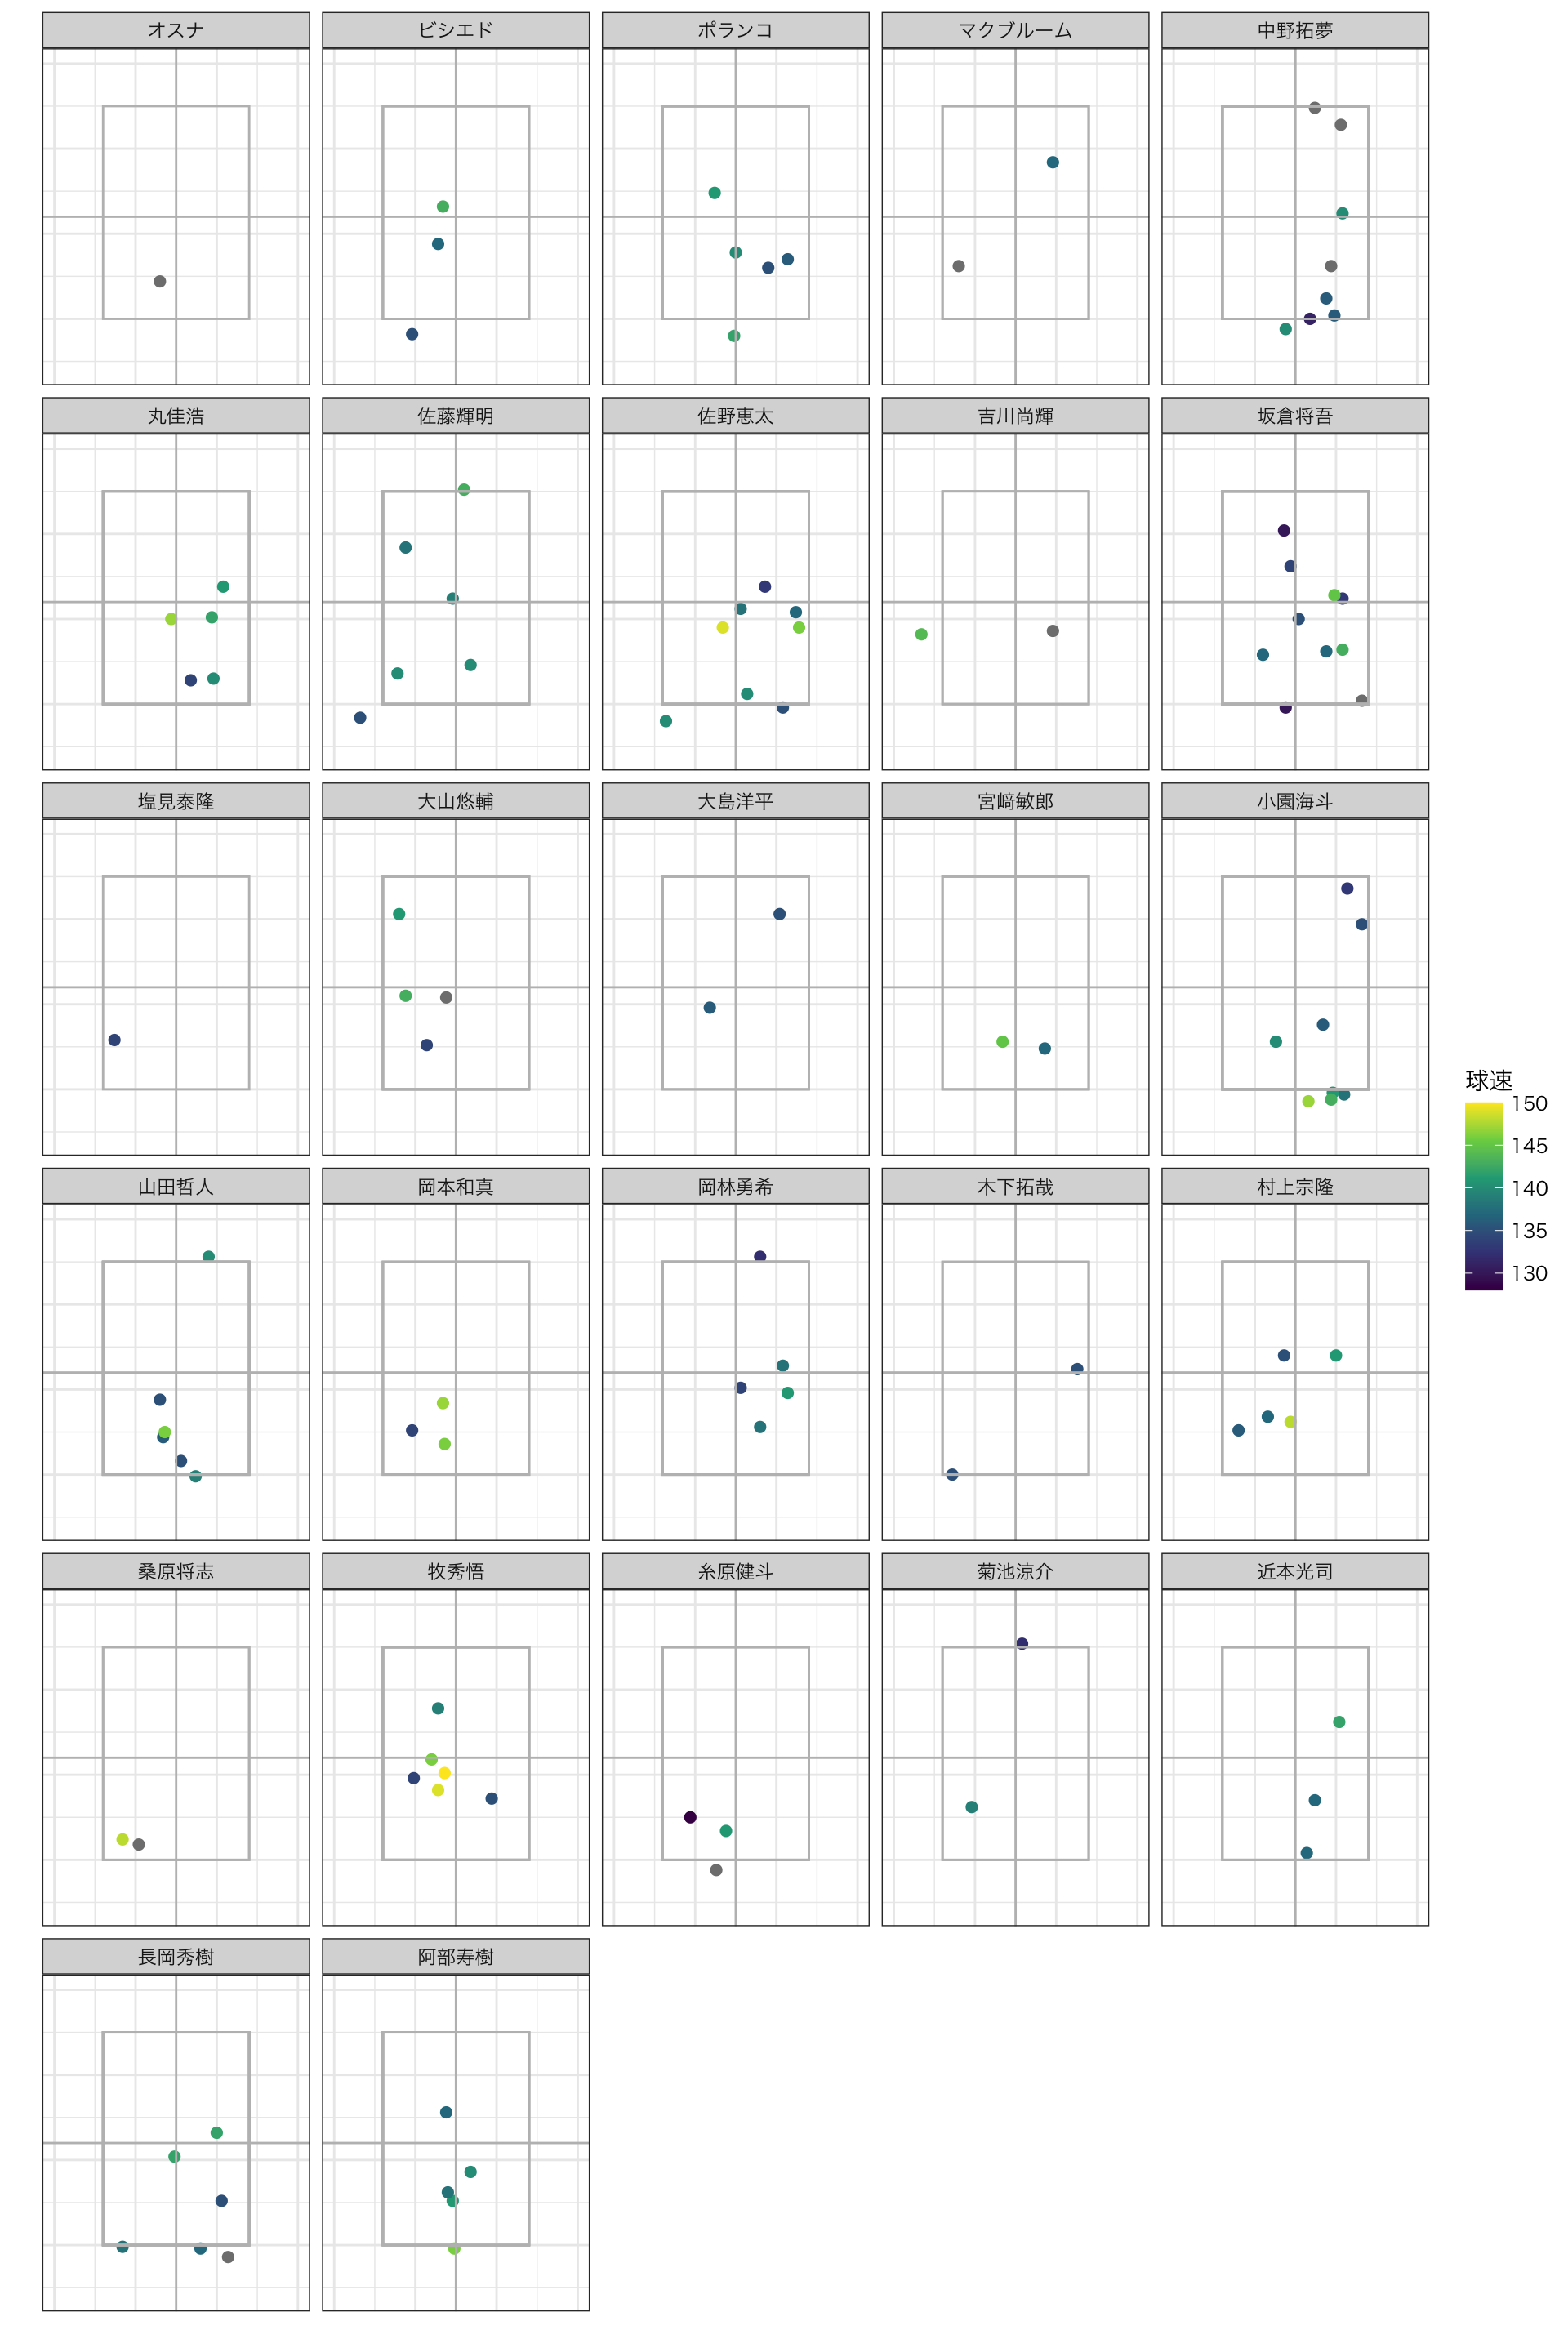 オスナ
ビシエド
ポランコ
マクブルーム
中野拓夢
丸佳浩
佐藤輝明
佐野恵太
吉川尚輝
坂倉将吾
塩見泰隆
大山悠輔
大島洋平
宮﨑敏郎
小園海斗
山田哲人
岡本和真
岡林勇希
木下拓哉
村上宗隆
桑原将志
牧秀悟
糸原健斗
菊池涼介
近本光司
長岡秀樹
阿部寿樹
球速
150
145
140
135
130